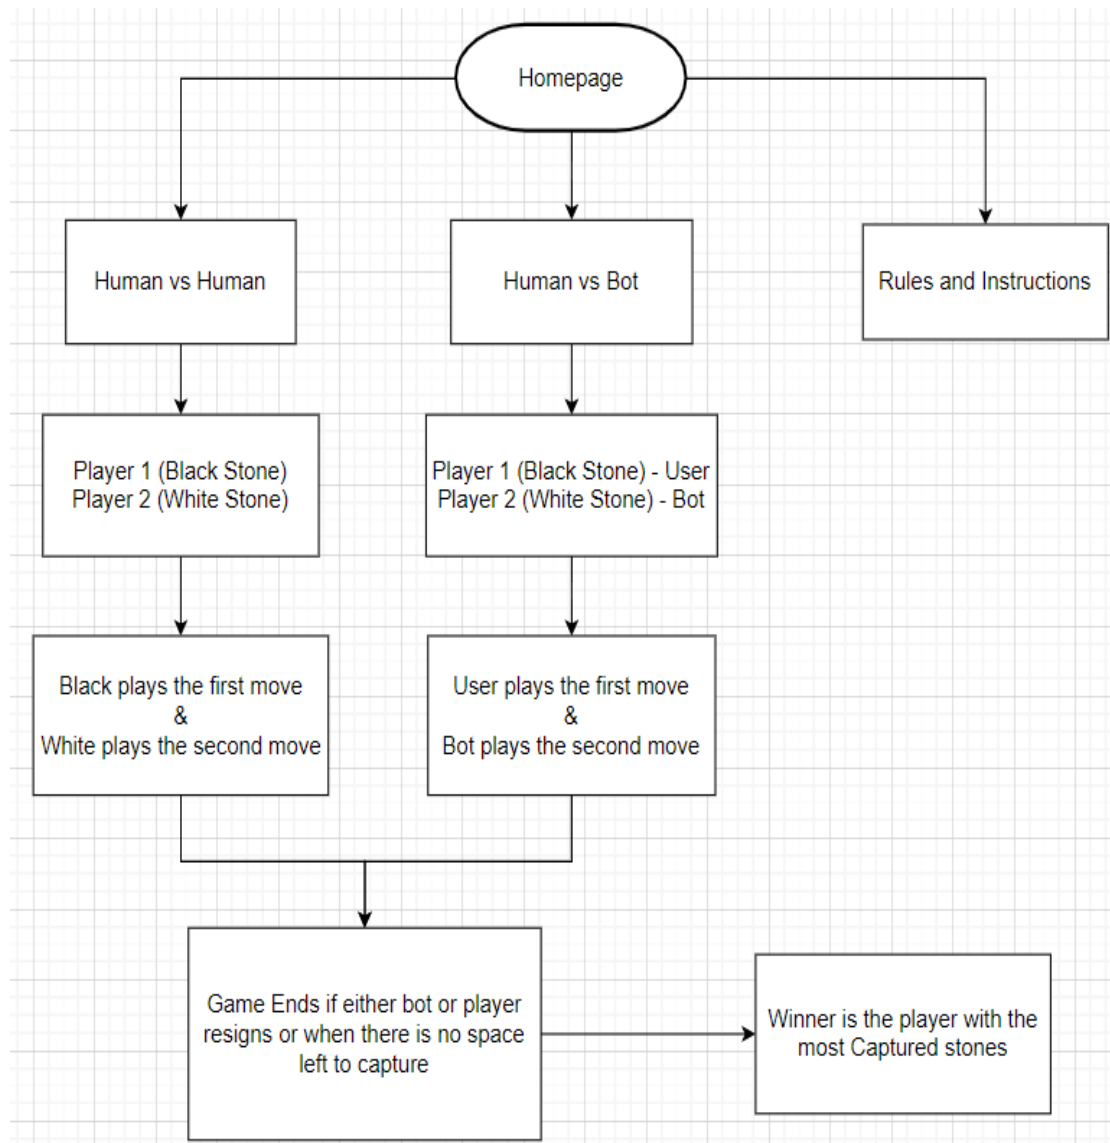 Homepage
Human vs Human
Human vs Bot
Rules and Instructions
Player 1 (Black Stone)
Player 2 (White Stone)
Player 1 (Black Stone) - User
Player 2 (White Stone) - Bot
Black plays the first move
&
White plays the second move
User plays the first move
&
Bot plays the second move
Game Ends if either bot or player
resigns or when there is no space
left to capture
Winner is the player with the
most Captured stones